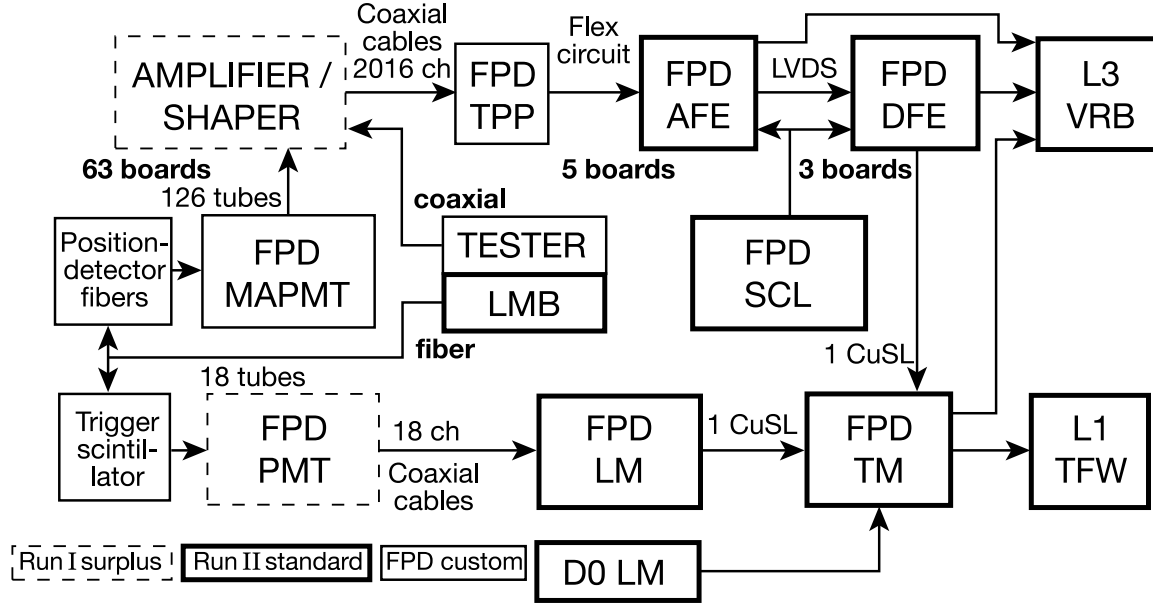 Coaxial
cables
2016 ch
Flex
circuit
AMPLIFIER /
SHAPER
FPD
TPP
FPD
AFE
LVDS
FPD
DFE
L3
VRB
63 boards
5 boards
3 boards
126 tubes
coaxial
Position-
detector
fibers
FPD
MAPMT
TESTER
LMB
FPD
SCL
fiber
1 CuSL
18 tubes
Trigger
scintil-
lator
FPD
PMT
18 ch
Coaxial
cables
FPD
LM
1 CuSL
FPD
TM
L1
TFW
Run I surplus
Run II standard
FPD custom
D0 LM